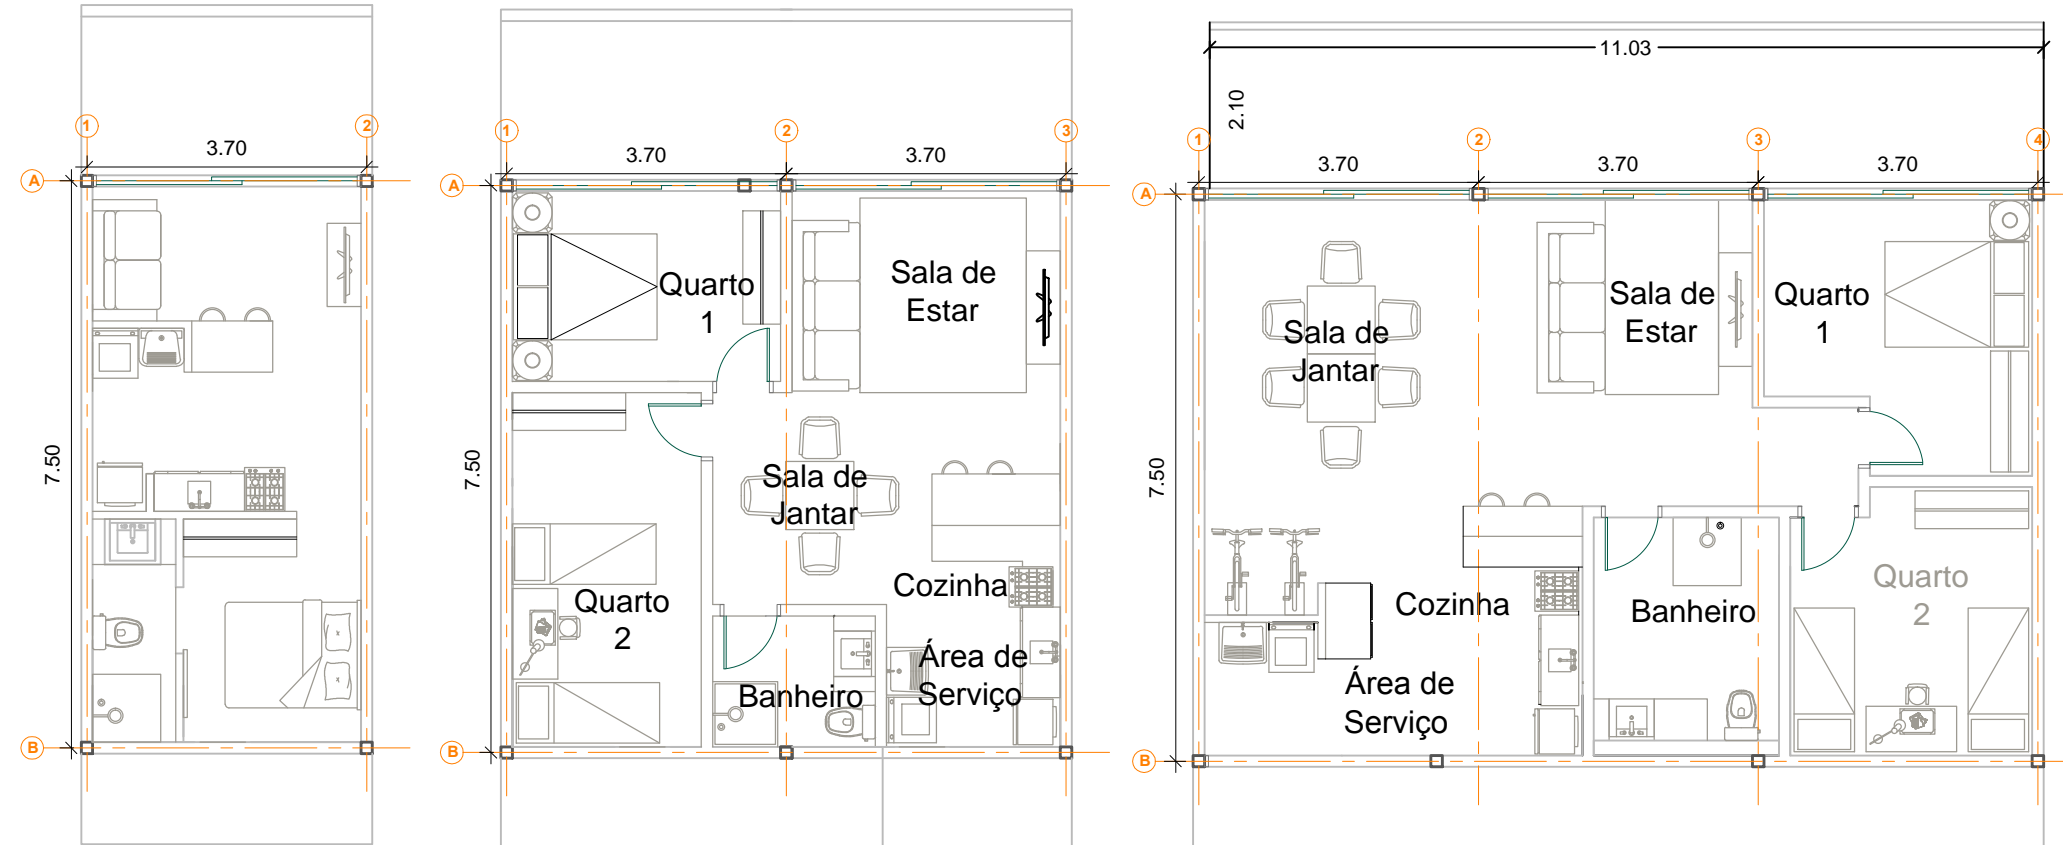 1
2
3.70
A
7.50
B
1
2
3
3.70
3.70
A
Quarto
1
Sala de
Estar
7.50
Sala de
Jantar
Quarto
2
Cozinha
Área de
Serviço
Banheiro
B
11.03
2.10
1
2
3
4
3.70
3.70
3.70
A
Sala de
Jantar
Sala de
Estar
Quarto
1
7.50
Cozinha
Banheiro
Quarto
2
Área de
Serviço
B